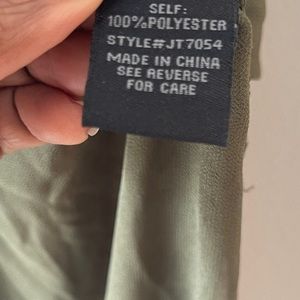 SELF:
100%POLYESTER
STYLE#JT7054
MADE IN CHINA
SEE REVERSE
FOR CARE